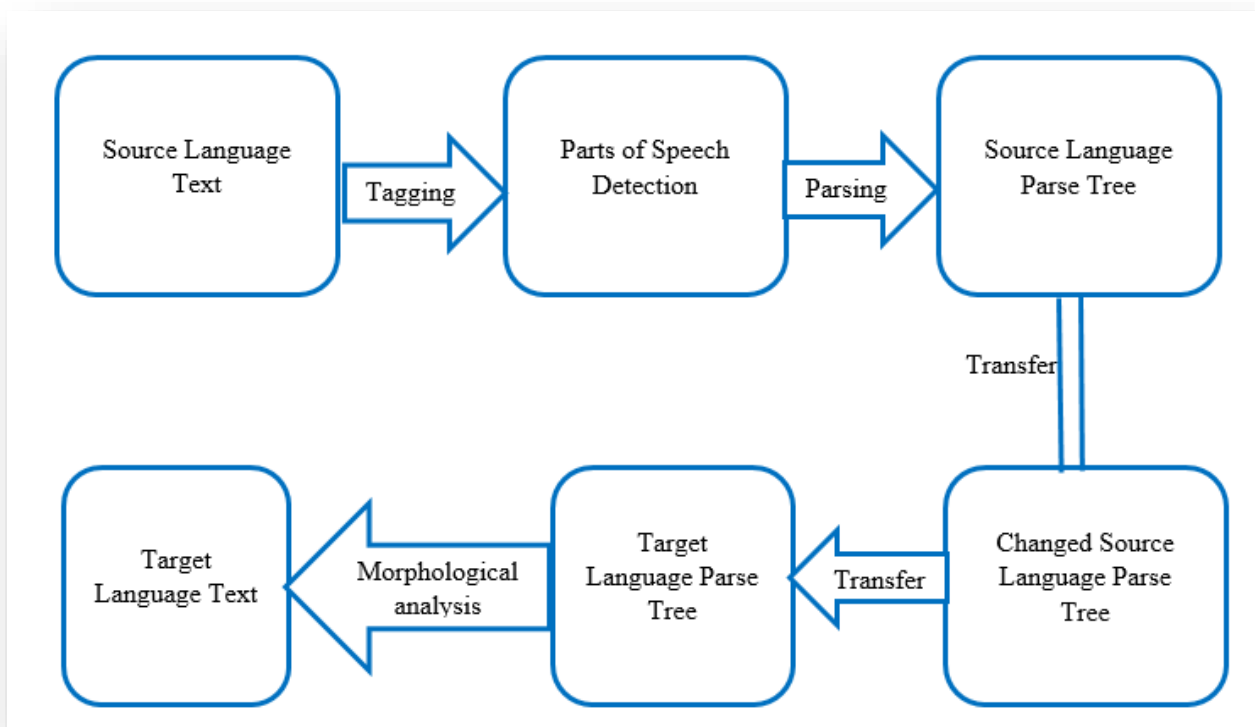 Source Language
Text
Tagging
Parts of Speech
Detection
Parsing
Source Language
Parse Tree
Transfer
Changed Source
Language Parse
Tree
Transfer
Target
Language Parse
Tree
Morphological
analysis
Target
Language Text